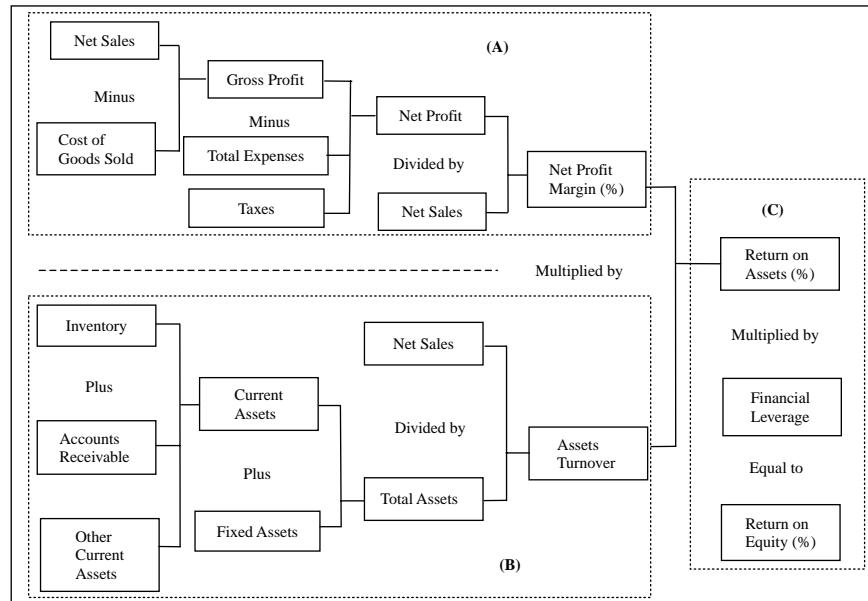 Net Sales
(A)
Gross Profit
Minus
Minus
Net Profit
Cost of
Goods Sold
Total Expenses
Divided by
Net Profit
Margin (%)
Taxes
Net Sales
(C)
Multiplied by
Return on
Assets (%)
Inventory
Net Sales
Multiplied by
Plus
Current
Assets
Financial
Leverage
Accounts
Receivable
Divided by
Assets
Turnover
Plus
Equal to
Total Assets
Other
Current
Assets
Fixed Assets
Return on
Equity (%)
(B)